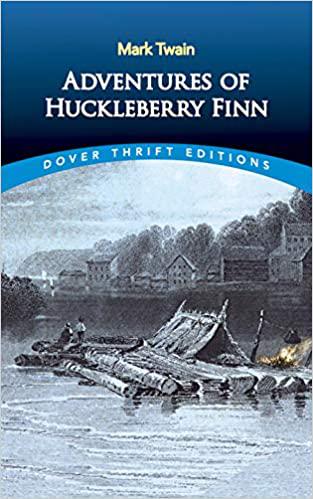 Mark Twain
ADVENTURES OF
HUCKLEBERRY FINN
DOVER THRIFT EDITIONS